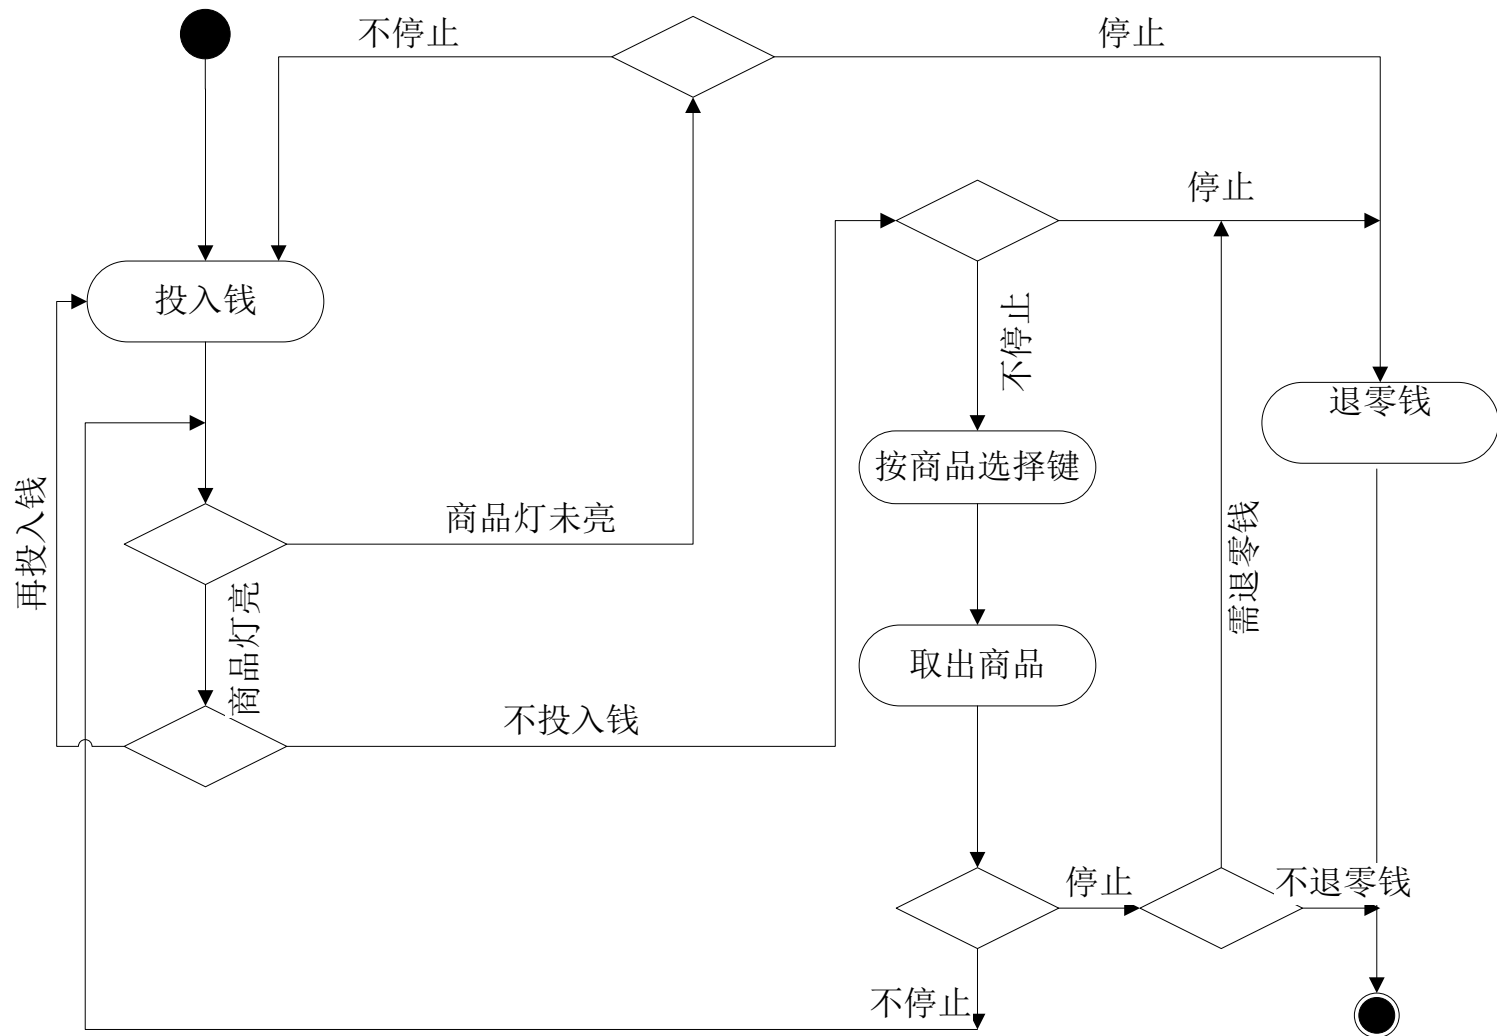 不停止
停止
停止
投入钱
不停止
退零钱
按商品选择键
再投入钱
商品灯未亮
需退零钱
商品灯亮
取出商品
不投入钱
停止
不退零钱
不停止